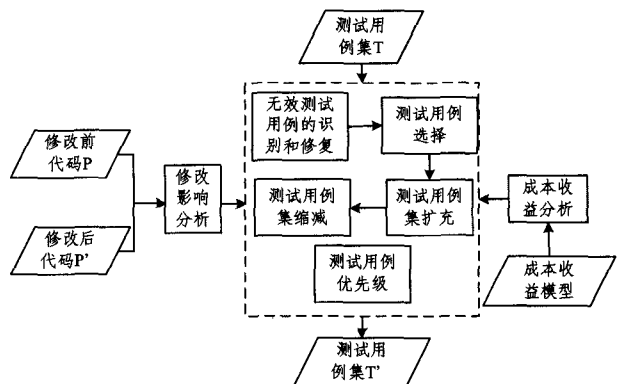 测试用
例集T
无效测试
用例的识
别和修复
测试用例
选择
修改前
代码P
修改
影响
分析
测试用例
集缩减
测试用例
集扩充
成本收
益分析
修改后
代码P'
测试用例
优先级
成本收
益模型
测试用
例集T'